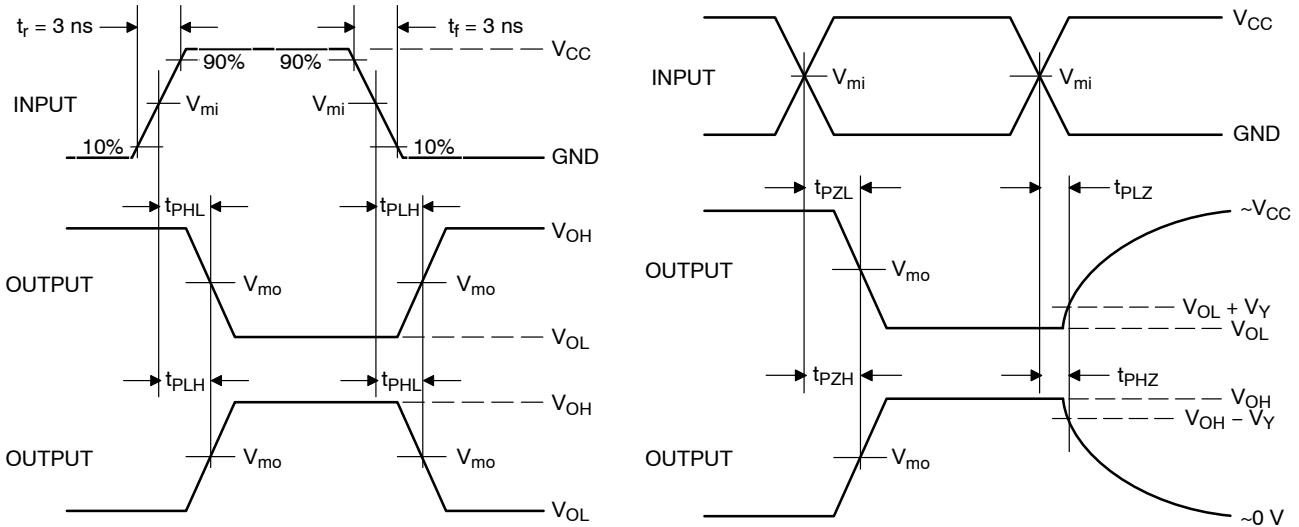 tr = 3 ns
tf = 3 ns
VCC
90%
90%
INPUT
Vmi
Vmi
10%
10%
GND
tPHL
tPLH
VOH
OUTPUT
Vmo
Vmo
VOL
tPLH
tPHL
VOH
OUTPUT
Vmo
Vmo
VOL
VCC
INPUT
Vmi
Vmi
GND
tPZL
tPLZ
~VCC
OUTPUT
Vmo
VOL + VY
VOL
tPZH
tPHZ
VOH
VOH – VY
OUTPUT
Vmo
~0 V